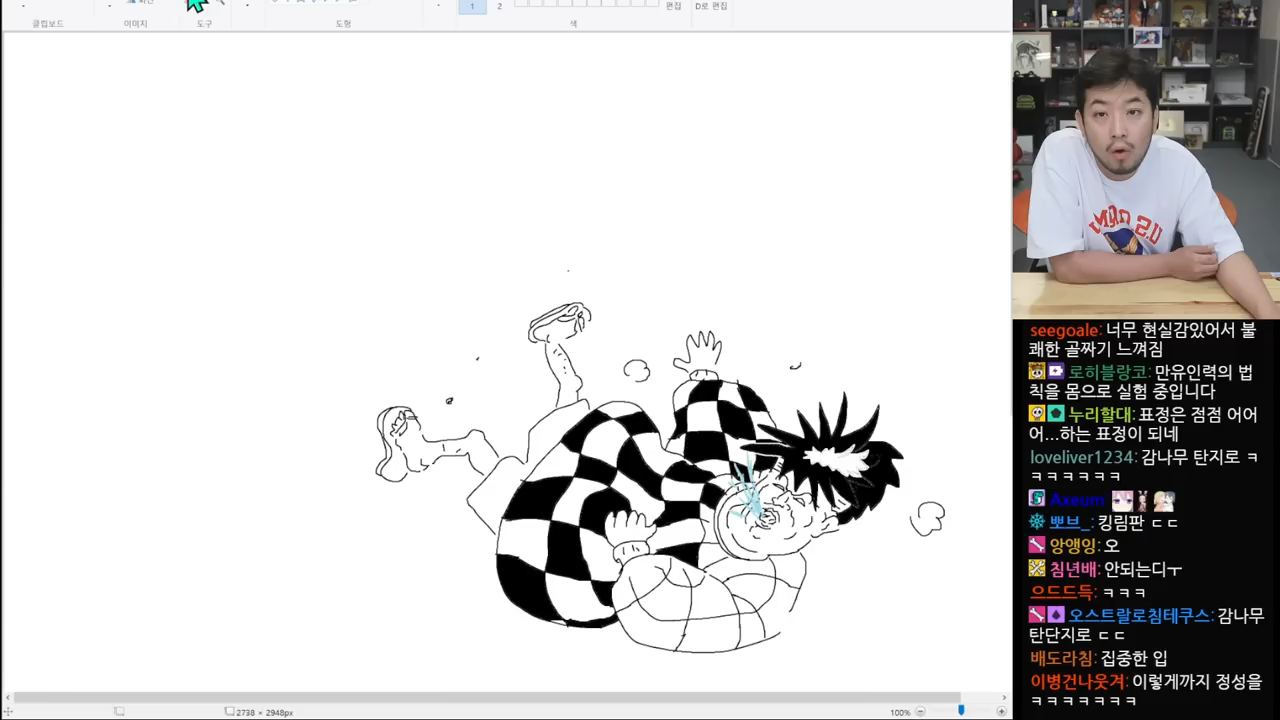 클립보드
이미지
도구
도형
1
2
색
편집
D로 편집
U.S
seegoale: 너무 현실감있어서 불
쾌한 골짜기 느껴짐
로히블랑코: 만유인력의 법
칙을 몸으로 실험 중입니다
누리할대: 표정은 점점 어어
어...하는 표정이 되네
loveliver1234: 감나무 탄지로 ㅋ
ㅋㅋㅋㅋㅋㅋ
Axeum
뽀브_: 킹림판 ㄷㄷ
앙앵잉: 오
침년배: 안되는디ㅜ
으드드득: ㅋㅋㅋ
오스트랄로침테쿠스: 감나무
탄단지로 ㄷㄷ
배도라침: 집중한 입
이병건나웃겨: 이렇게까지 정성을
ㅋㅋㅋㅋㅋㅋㅋ
2738 × 2948px
100%